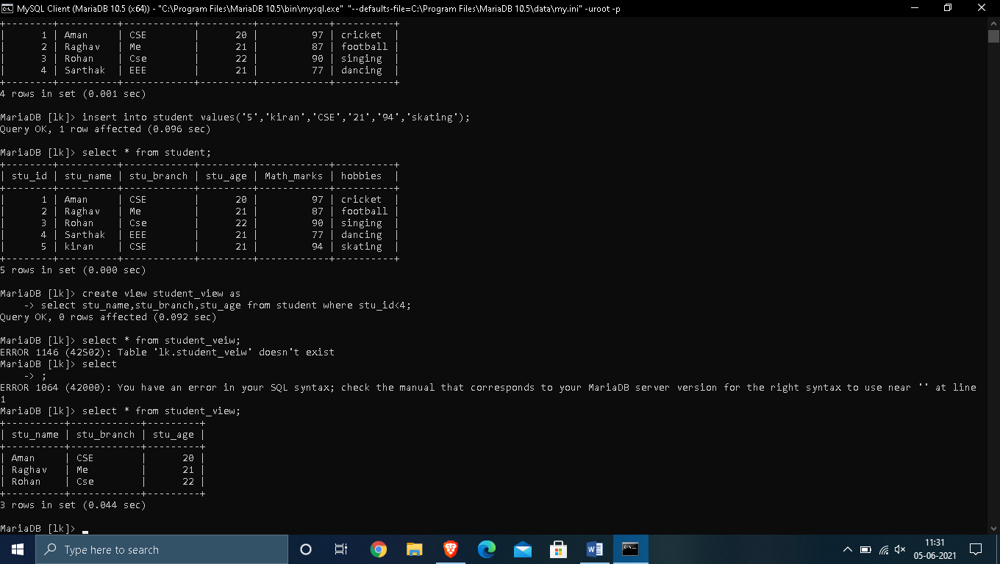 MySQL Client (MariaDB 10.5 (x64)) - "C:\Program Files\MariaDB 10.5\bin\mysql.exe" "--defaults-file=C:\Program Files\MariaDB 10.5\data\my.ini" -uroot -p
+--------+----------+------------+---------+------------+----------+
|      1 | Aman     | CSE        |      20 |         97 | cricket  |
|      2 | Raghav   | Me         |      21 |         87 | football |
|      3 | Rohan    | Cse        |      22 |         90 | singing  |
|      4 | Sarthak  | EEE        |      21 |         77 | dancing  |
+--------+----------+------------+---------+------------+----------+
4 rows in set (0.001 sec)
MariaDB [lk]> insert into student values('5','kiran','CSE','21','94','skating');
Query OK, 1 row affected (0.096 sec)
MariaDB [lk]> select * from student;
+--------+----------+------------+---------+------------+----------+
| stu_id | stu_name | stu_branch | stu_age | Math_marks | hobbies  |
+--------+----------+------------+---------+------------+----------+
|      1 | Aman     | CSE        |      20 |         97 | cricket  |
|      2 | Raghav   | Me         |      21 |         87 | football |
|      3 | Rohan    | Cse        |      22 |         90 | singing  |
|      4 | Sarthak  | EEE        |      21 |         77 | dancing  |
|      5 | kiran    | CSE        |      21 |         94 | skating  |
+--------+----------+------------+---------+------------+----------+
5 rows in set (0.000 sec)
MariaDB [lk]> create view student_view as
    -> select stu_name,stu_branch,stu_age from student where stu_id<4;
Query OK, 0 rows affected (0.092 sec)
MariaDB [lk]> select * from student_veiw;
ERROR 1146 (42S02): Table 'lk.student_veiw' doesn't exist
MariaDB [lk]> select
    -> ;
ERROR 1064 (42000): You have an error in your SQL syntax; check the manual that corresponds to your MariaDB server version for the right syntax to use near '' at line
1
MariaDB [lk]> select * from student_view;
+----------+------------+---------+
| stu_name | stu_branch | stu_age |
+----------+------------+---------+
| Aman     | CSE        |      20 |
| Raghav   | Me         |      21 |
| Rohan    | Cse        |      22 |
+----------+------------+---------+
3 rows in set (0.044 sec)
MariaDB [lk]> _
Type here to search
11:31
05-06-2021